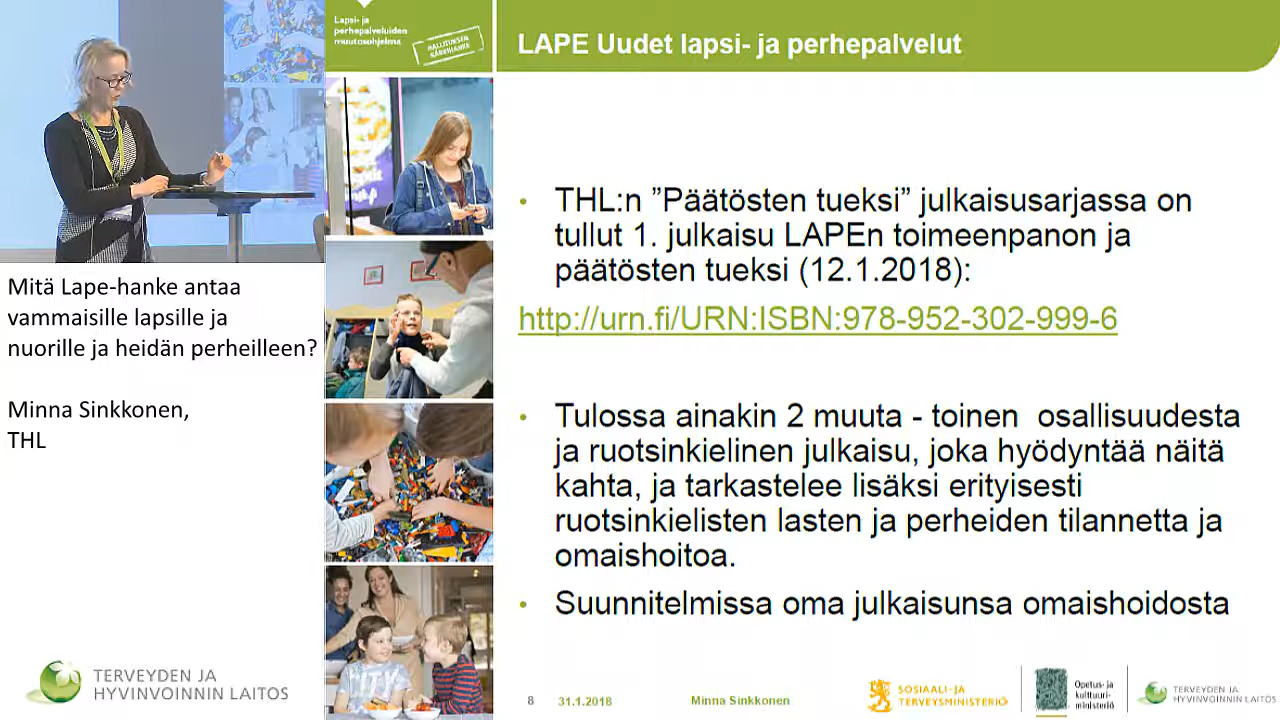 Lapsi- ja
perhepalveluiden
muutosohjelma
HALLITUKSEN
KÄRKIHANKE
LAPE Uudet lapsi- ja perhepalvelut
• THL:n ”Päätösten tueksi” julkaisusarjassa on
tullut 1. julkaisu LAPEn toimeenpanon ja
päätösten tueksi (12.1.2018):
http://urn.fi/URN:ISBN:978-952-302-999-6
• Tulossa ainakin 2 muuta - toinen osallisuudesta
ja ruotsinkielinen julkaisu, joka hyödyntää näitä
kahta, ja tarkastelee lisäksi erityisesti
ruotsinkielisten lasten ja perheiden tilannetta ja
omaishoitoa.
• Suunnitelmissa oma julkaisunsa omaishoidosta
Mitä Lape-hanke antaa
vammaisille lapsille ja
nuorille ja heidän perheilleen?
Minna Sinkkonen,
THL
TERVEYDEN JA
HYVINVOINNIN LAITOS
8 31.1.2018 Minna Sinkkonen
SOSIAALI- JA
TERVEYSMINISTERIÖ
Opetus- ja
kulttuuri-
ministeriö
TERVEYDEN JA
HYVINVOINNIN LAITOS